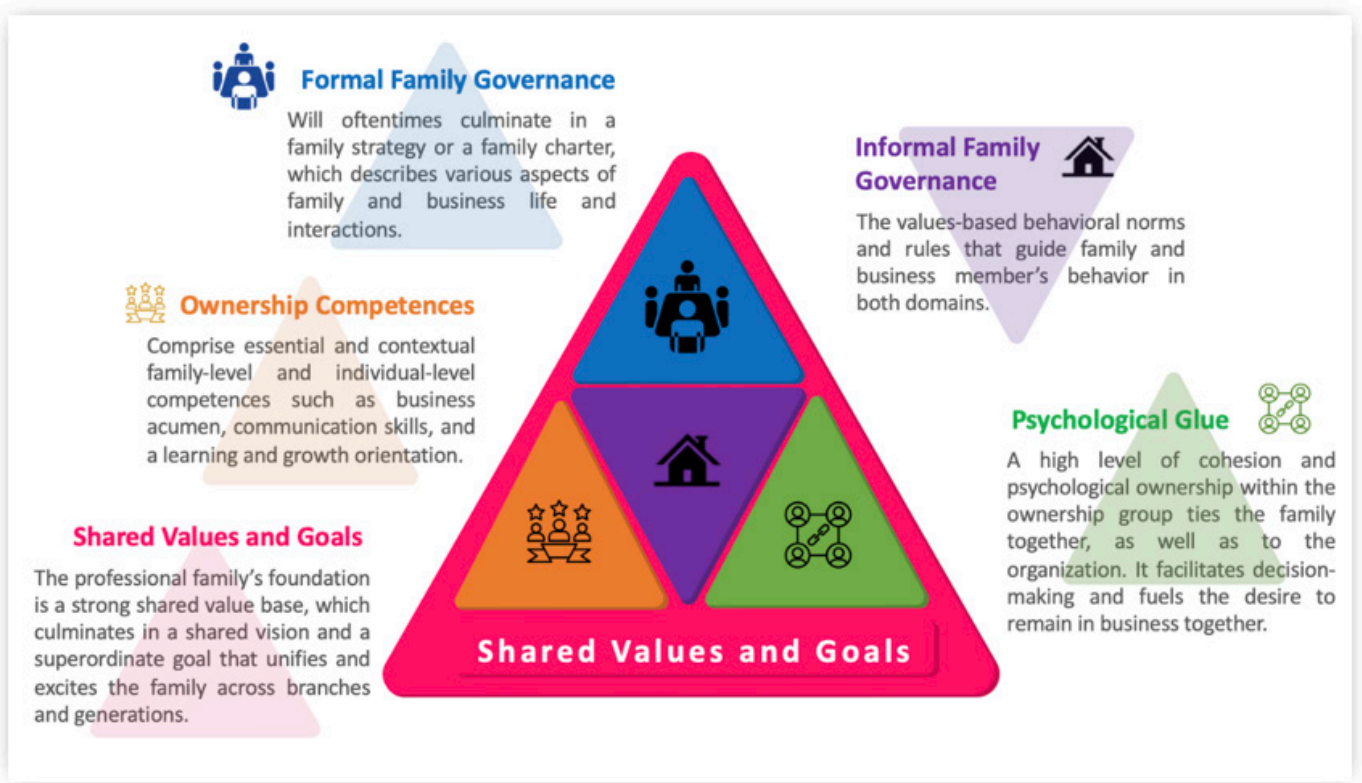 Formal Family Governance
Will oftentimes culminate in a
family strategy or a family charter,
which describes various aspects of
family and business life and
interactions.
Ownership Competences
Comprise essential and contextual
family-level and individual-level
competences such as business
acumen, communication skills, and
a learning and growth orientation.
Shared Values and Goals
The professional family's foundation
is a strong shared value base, which
culminates in a shared vision and a
superordinate goal that unifies and
excites the family across branches
and generations.
Shared Values and Goals
Informal Family
Governance
The values-based behavioral norms
and rules that guide family and
business member's behavior in
both domains.
Psychological Glue
A high level of cohesion and
psychological ownership within the
ownership group ties the family
together, as well as to the
organization. It facilitates decision-
making and fuels the desire to
remain in business together.